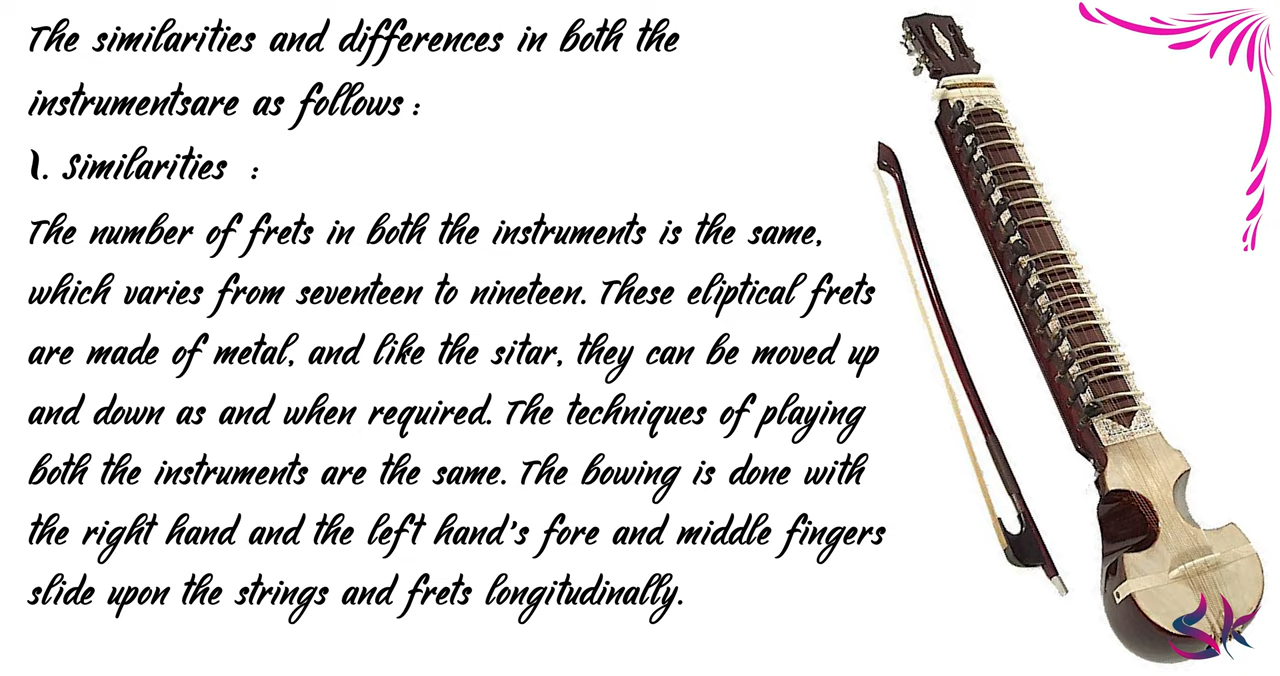 The similarities and differences in both the
instrumentsare as follows :
1. Similarities :
The number of frets in both the instruments is the same,
which varies from seventeen to nineteen. These eliptical frets
are made of metal, and like the sitar, they can be moved up
and down as and when required. The techniques of playing
both the instruments are the same. The bowing is done with
the right hand and the left hand's fore and middle fingers
slide upon the strings and frets longitudinally.
SK